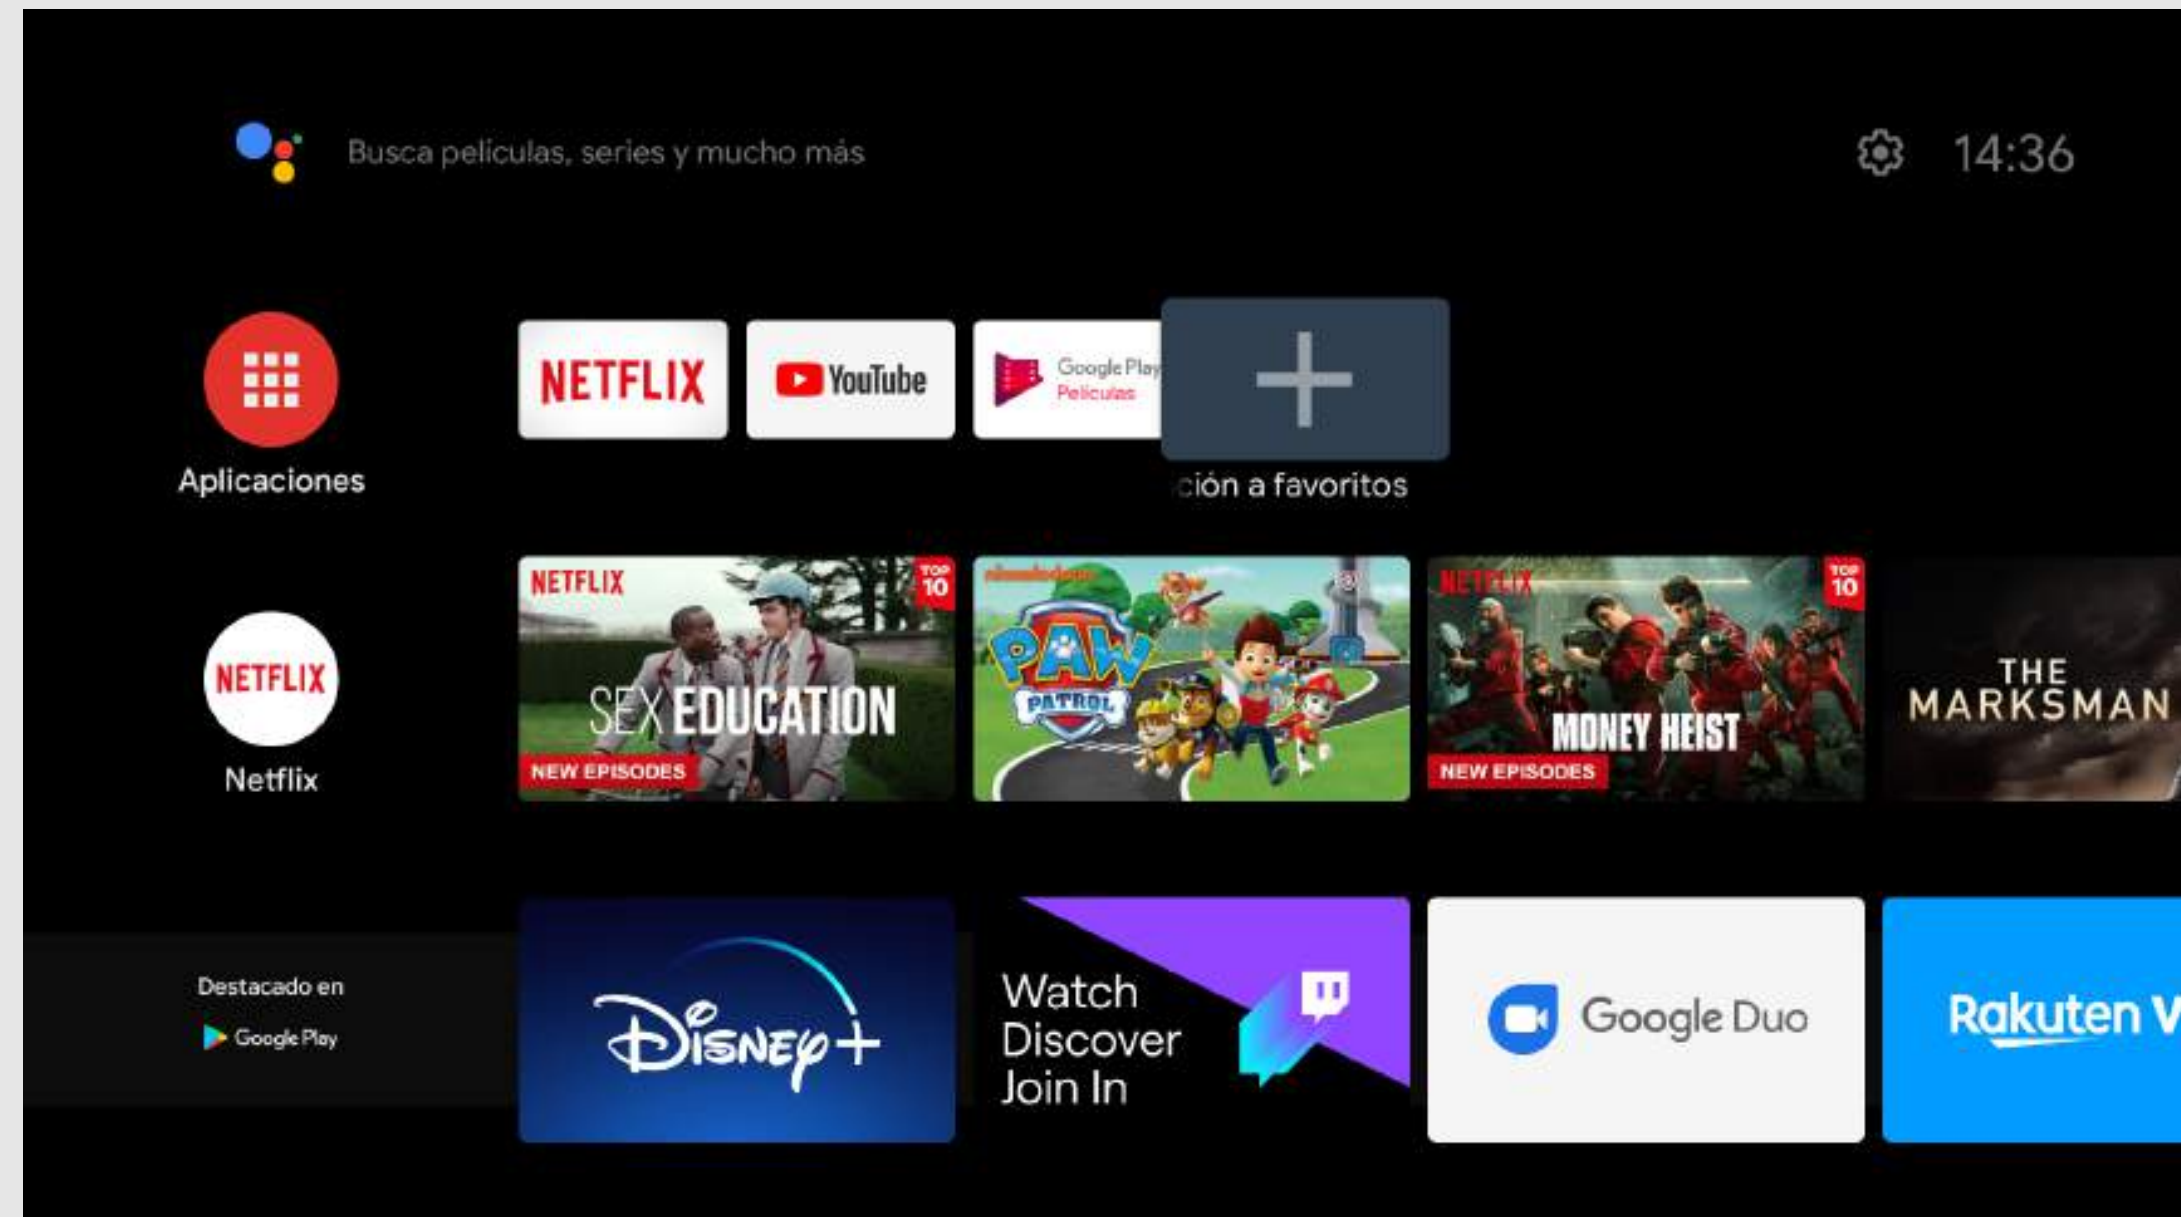 Busca películas, series y mucho más
14:36
NETFLIX
YouTube
Google Play
Películas
Aplicaciones
ción a favoritos
NETFLIX
TOP
10
SEX EDUCATION
NEW EPISODES
nickelodeon
PAW
PATROL
NETFLIX
TOP
10
MONEY HEIST
NEW EPISODES
THE
MARKSMAN
NETFLIX
Netflix
Destacado en
Google Play
Disney+
Watch
Discover
Join In
Google Duo
Rakuten V